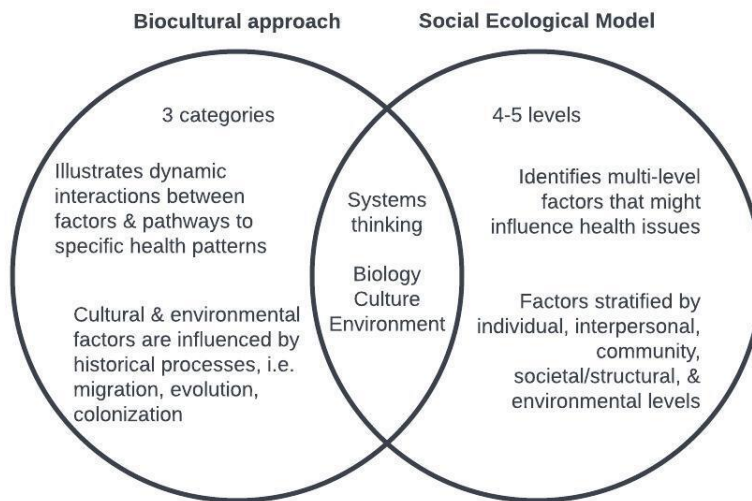 Biocultural approach
Social Ecological Model
3 categories
Illustrates dynamic
interactions between
factors & pathways to
specific health patterns
Cultural & environmental
factors are influenced by
historical processes, i.e.
migration, evolution,
colonization
Systems
thinking
Biology
Culture
Environment
4-5 levels
Identifies multi-level
factors that might
influence health issues
Factors stratified by
individual, interpersonal,
community,
societal/structural, &
environmental levels